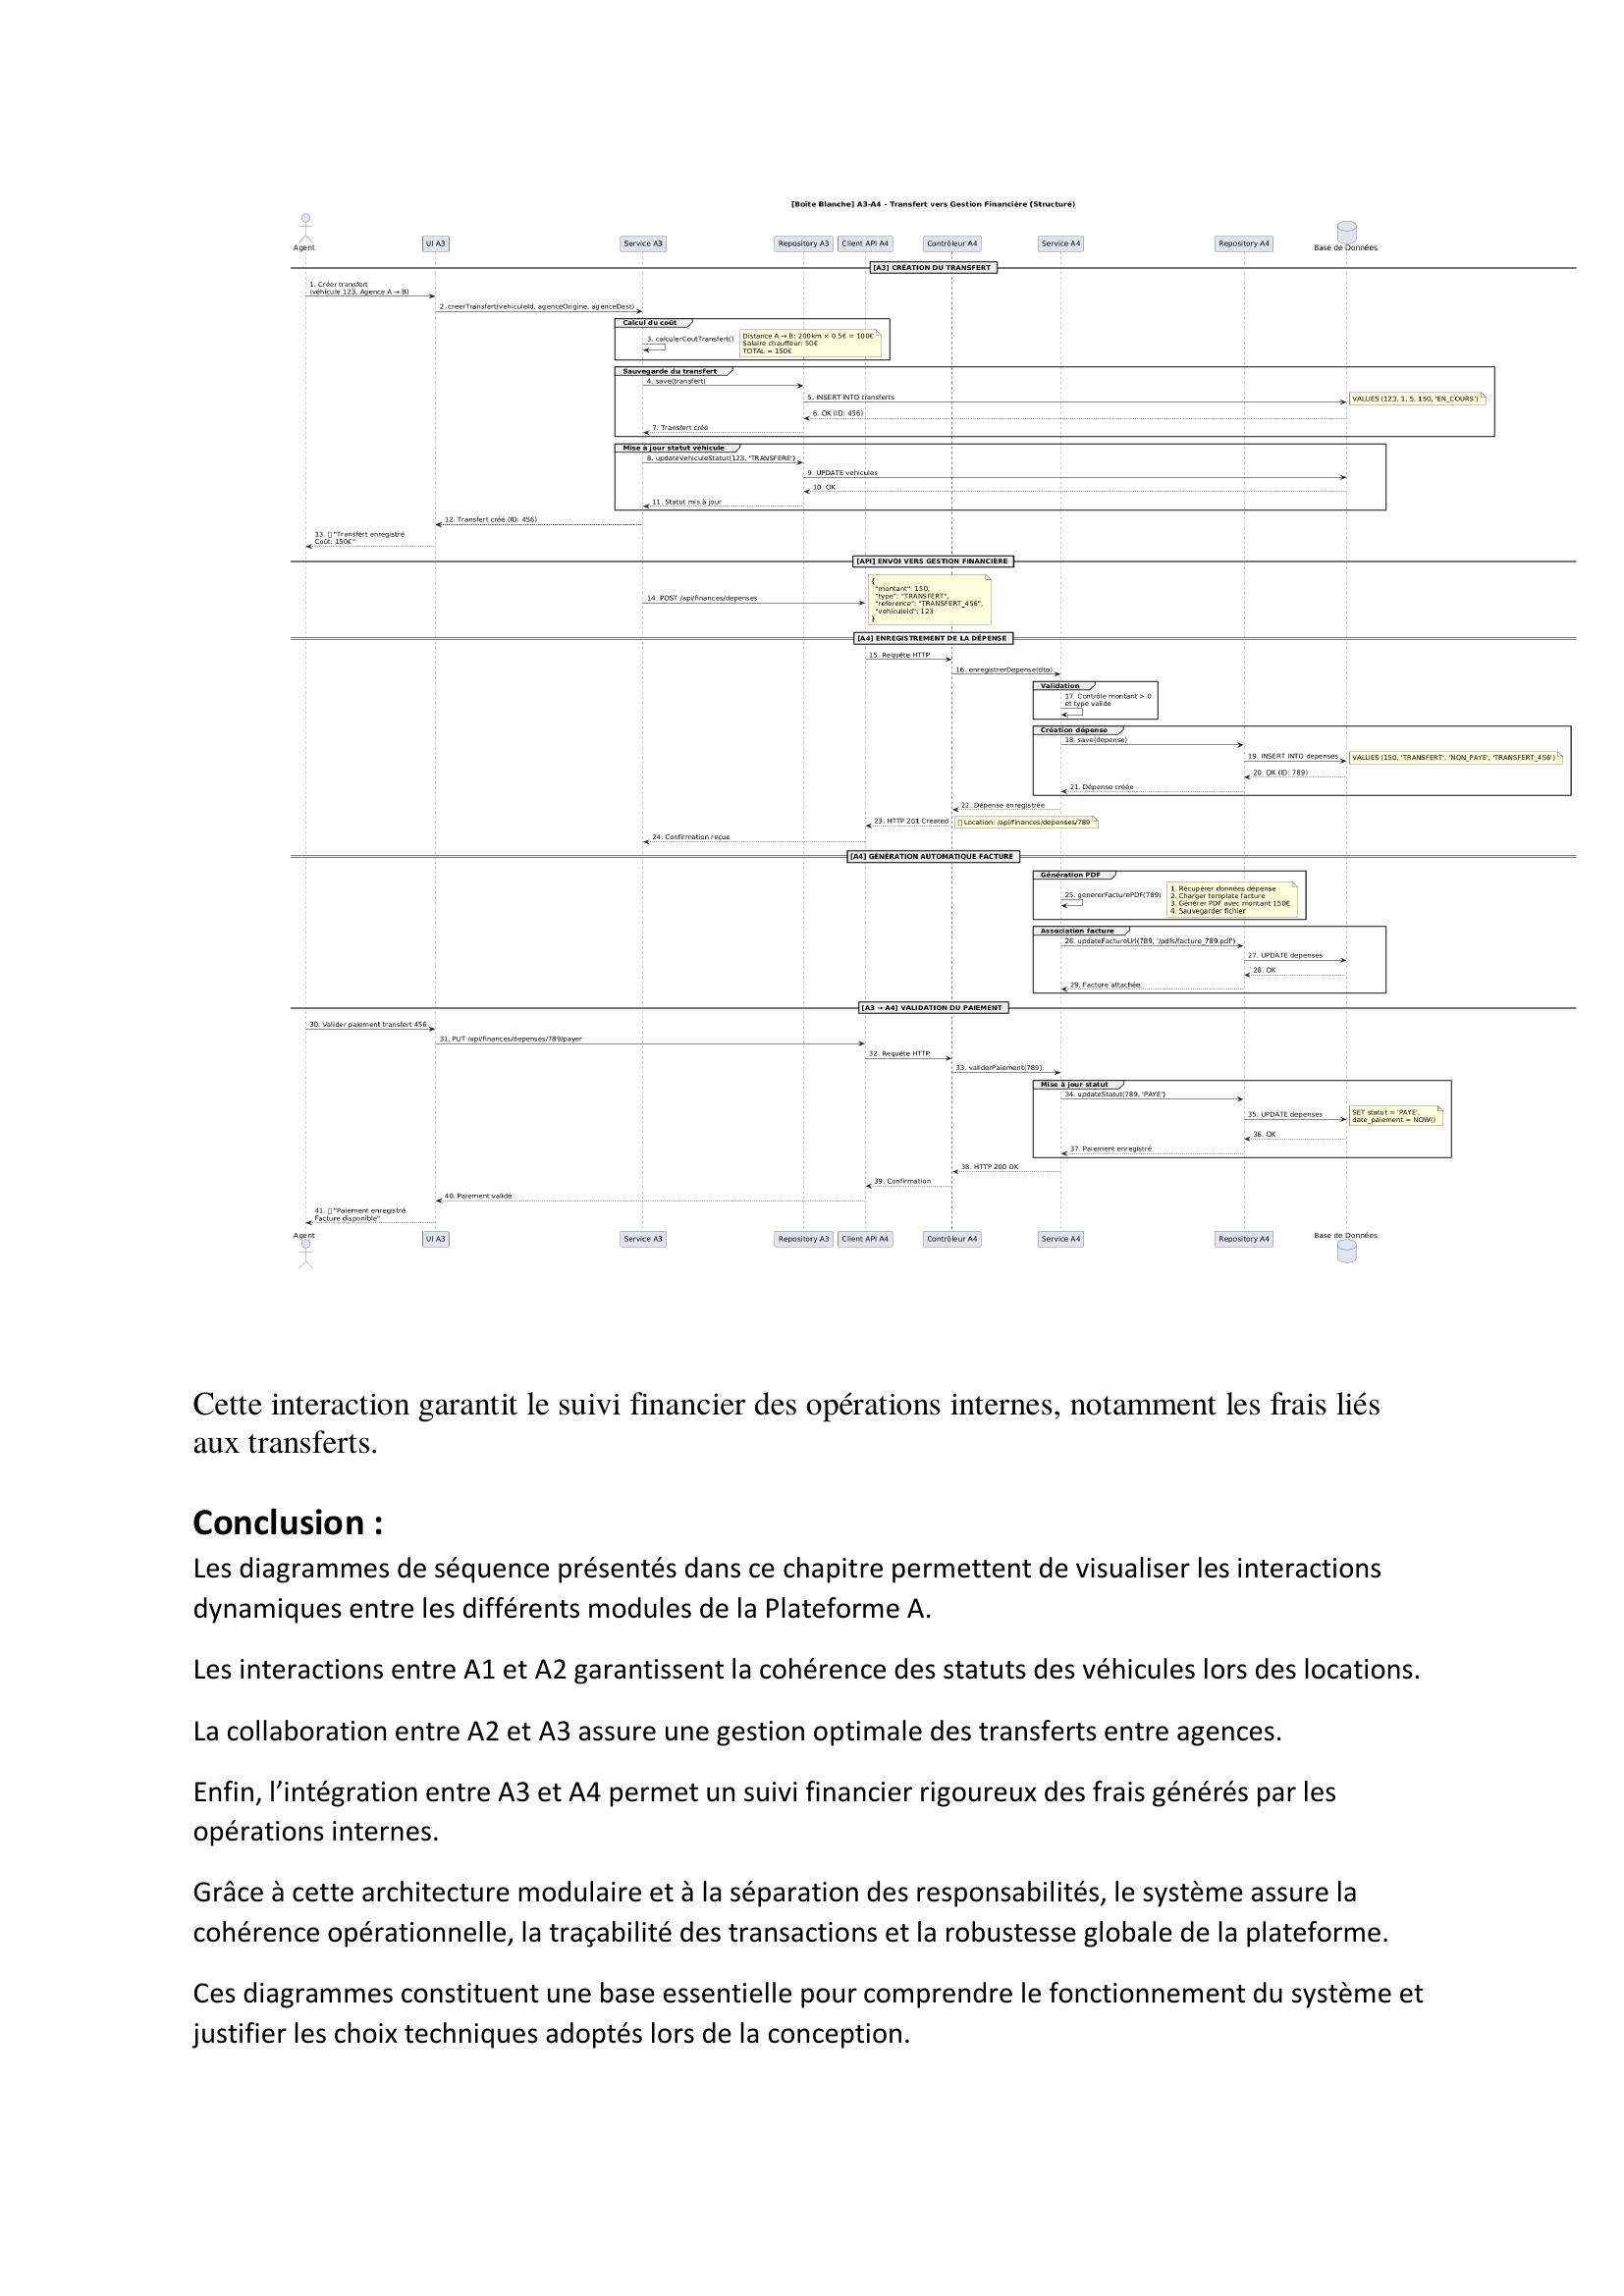 [Boîte Blanche] A3-A4 - Transfert vers Gestion Financière (Structuré)
Agent
UI A3
Service A3
Repository A3
Client API A4
Contrôleur A4
Service A4
Repository A4
Base de Données
[A3] CRÉATION DU TRANSFERT
1. Créer transfert
(véhicule 123, Agence A → B)
2. creerTransfert(vehiculeId, agenceOrigine, agenceDest)
Calcul du coût
3. calculerCoutTransfert()
Distance A → B: 200km × 0.5€ = 100€
Salaire chauffeur: 50€
TOTAL = 150€
Sauvegarde du transfert
4. save(transfert)
5. INSERT INTO transferts
VALUES (123, 1, 5, 150, 'EN_COURS')
6. OK (ID: 456)
7. Transfert créé
Mise à jour statut véhicule
8. updateVehiculeStatut(123, 'TRANSFERE')
9. UPDATE vehicules
10. OK
11. Statut mis à jour
12. Transfert créé (ID: 456)
13. "Transfert enregistré
Coût: 150€"
[API] ENVOI VERS GESTION FINANCIÈRE
14. POST /api/finances/depenses
{
"montant": 150,
"type": "TRANSFERT",
"reference": "TRANSFERT_456",
"vehiculeId": 123
}
[A4] ENREGISTREMENT DE LA DÉPENSE
15. Requête HTTP
16. enregistrerDepense(dto)
Validation
17. Contrôle montant > 0
et type valide
Création dépense
18. save(depense)
19. INSERT INTO depenses
VALUES (150, 'TRANSFERT', 'NON_PAYE', 'TRANSFERT_456')
20. OK (ID: 789)
21. Dépense créée
22. Dépense enregistrée
23. HTTP 201 Created
Location: /api/finances/depenses/789
24. Confirmation reçue
[A4] GÉNÉRATION AUTOMATIQUE FACTURE
Génération PDF
25. genererFacturePDF(789)
1. Récupérer données dépense
2. Charger template facture
3. Générer PDF avec montant 150€
4. Sauvegarder fichier
Association facture
26. updateFactureUrl(789, '/pdfs/facture_789.pdf')
27. UPDATE depenses
28. OK
29. Facture attachée
[A3 → A4] VALIDATION DU PAIEMENT
30. Valider paiement transfert 456
31. PUT /api/finances/depenses/789/payer
32. Requête HTTP
33. validerPaiement(789)
Mise à jour statut
34. updateStatut(789, 'PAYE')
35. UPDATE depenses
SET statut = 'PAYE',
date_paiement = NOW()
36. OK
37. Paiement enregistré
38. HTTP 200 OK
39. Confirmation
40. Paiement validé
41. "Paiement enregistré
Facture disponible"
Agent
UI A3
Service A3
Repository A3
Client API A4
Contrôleur A4
Service A4
Repository A4
Base de Données
Cette interaction garantit le suivi financier des opérations internes, notamment les frais liés
aux transferts.
Conclusion :
Les diagrammes de séquence présentés dans ce chapitre permettent de visualiser les interactions
dynamiques entre les différents modules de la Plateforme A.
Les interactions entre A1 et A2 garantissent la cohérence des statuts des véhicules lors des locations.
La collaboration entre A2 et A3 assure une gestion optimale des transferts entre agences.
Enfin, l’intégration entre A3 et A4 permet un suivi financier rigoureux des frais générés par les
opérations internes.
Grâce à cette architecture modulaire et à la séparation des responsabilités, le système assure la
cohérence opérationnelle, la traçabilité des transactions et la robustesse globale de la plateforme.
Ces diagrammes constituent une base essentielle pour comprendre le fonctionnement du système et
justifier les choix techniques adoptés lors de la conception.